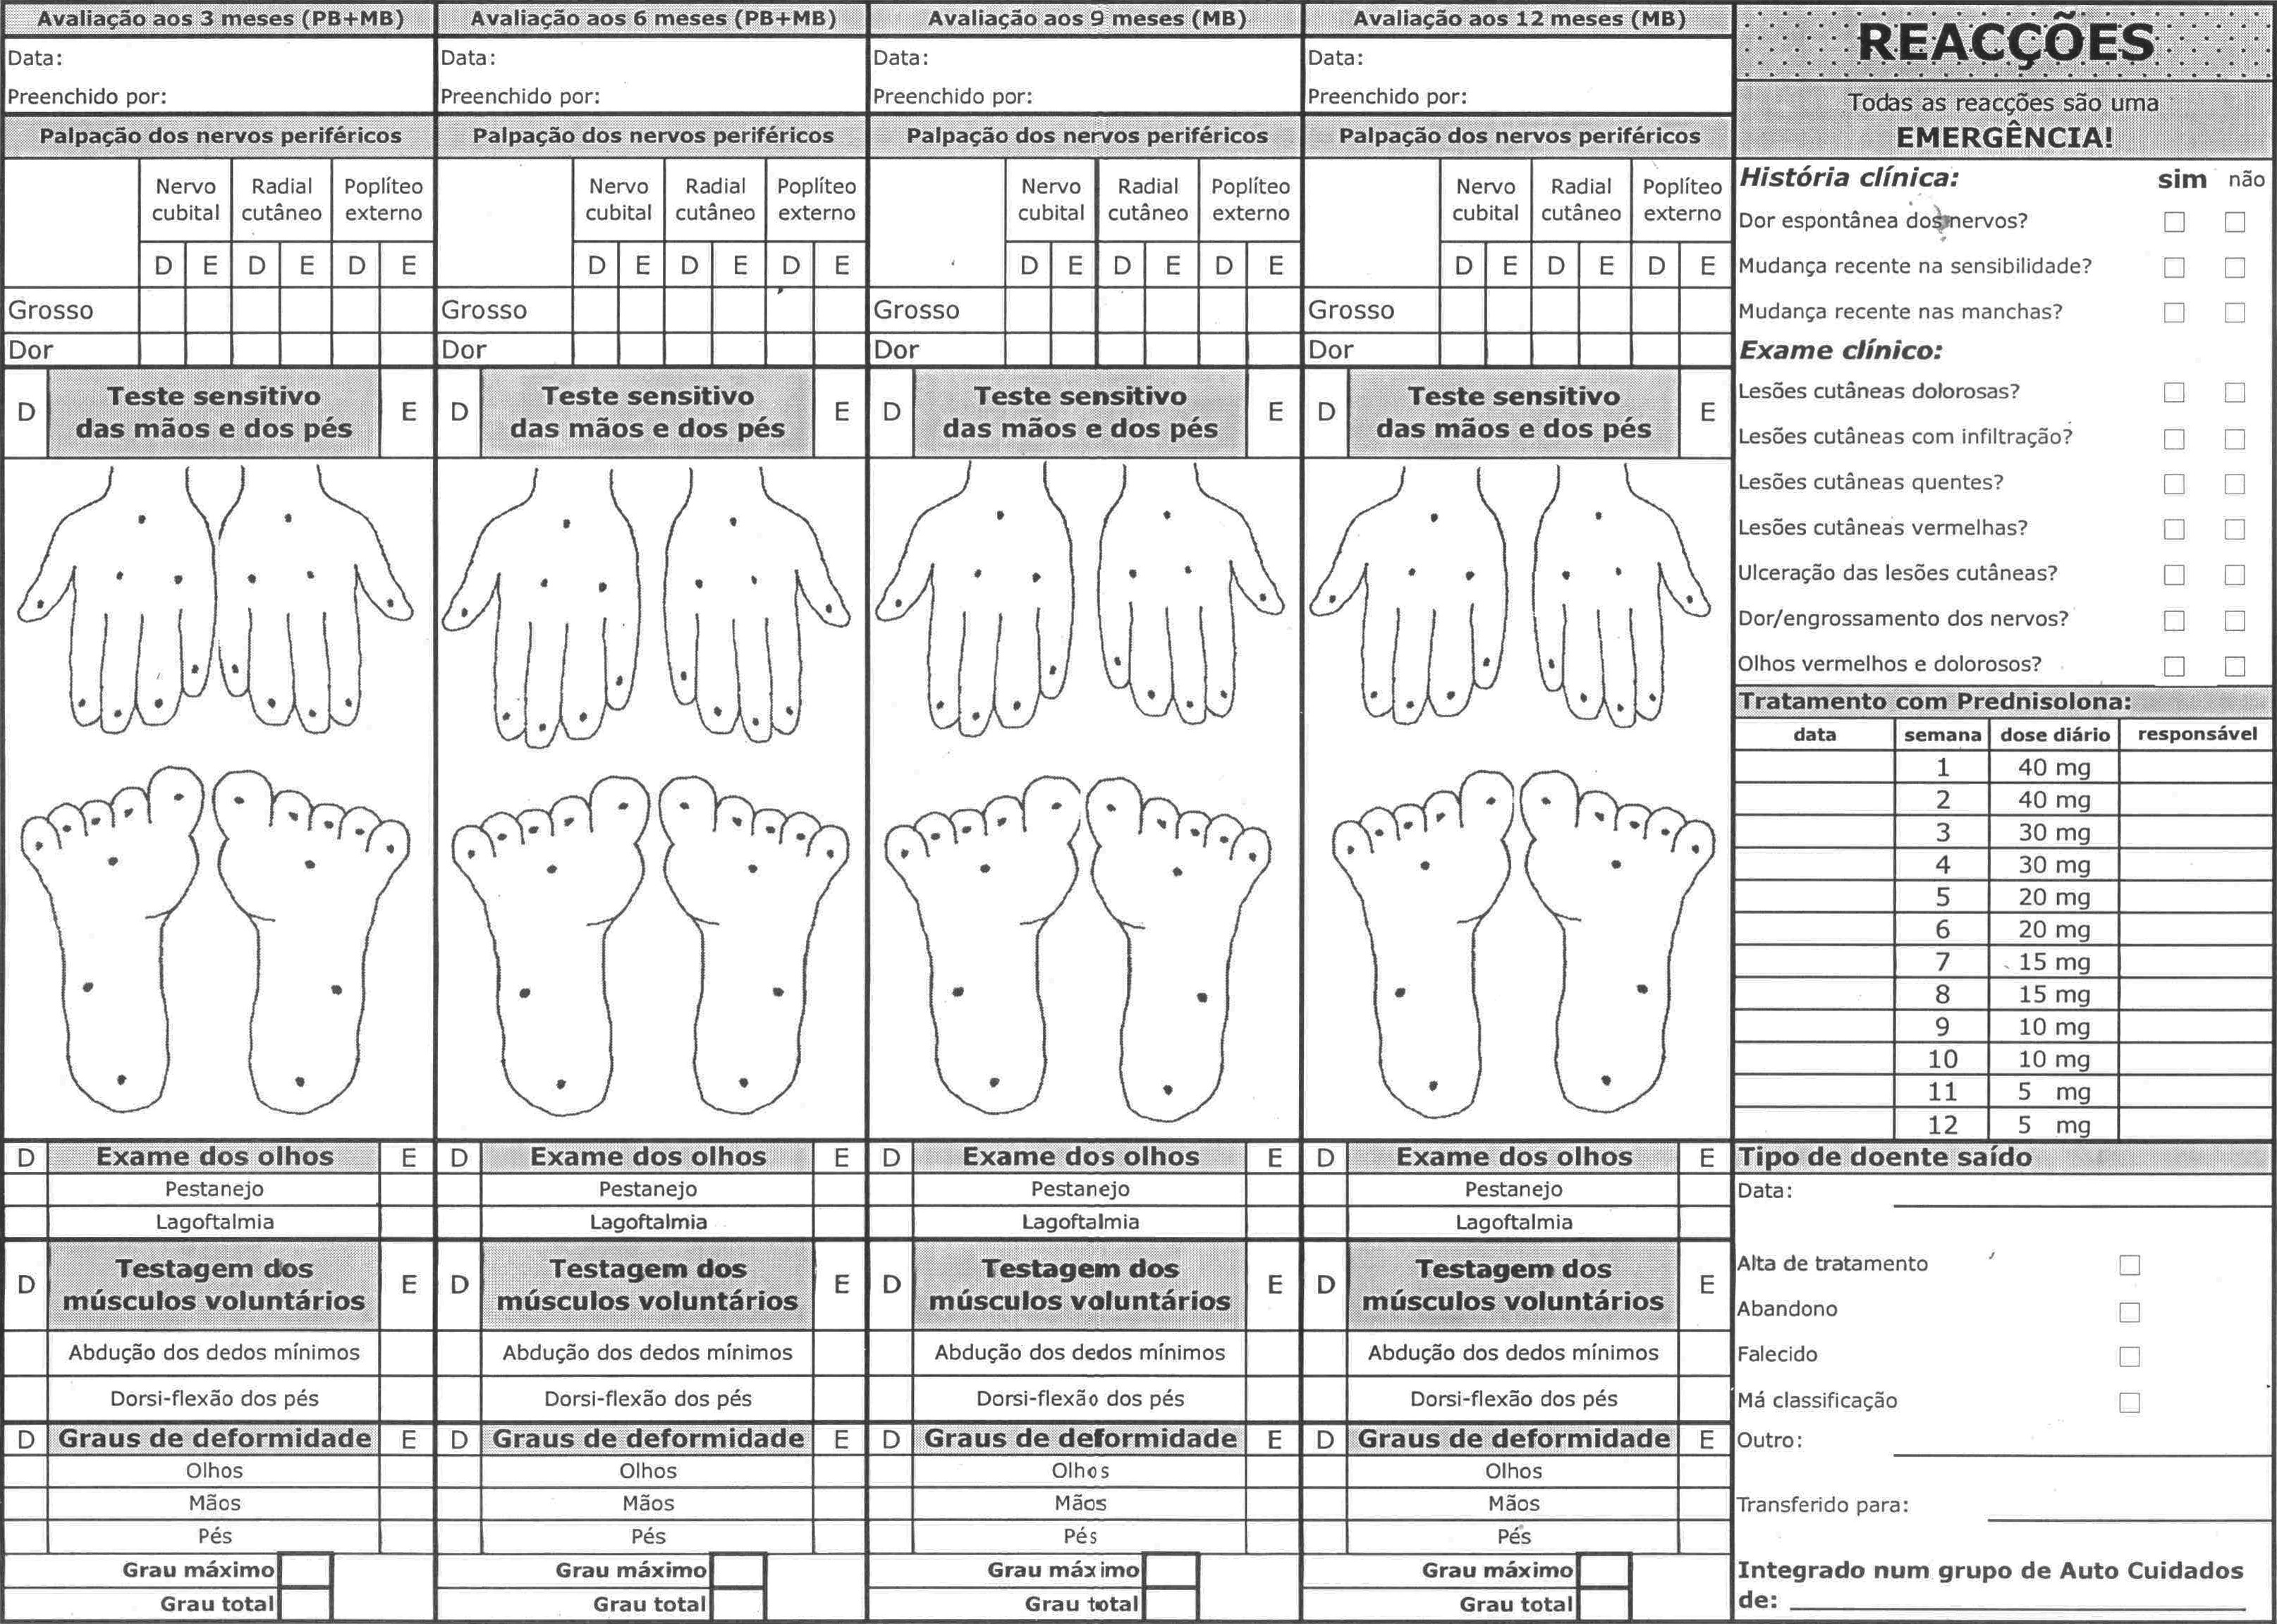 Avaliação aos 3 meses (PB+MB)
Data:
Preenchido por:
Palpação dos nervos periféricos
Nervo cubital Radial cutâneo Poplíteo externo
D E D E D E
Grosso
Dor
D Teste sensitivo E
das mãos e dos pés
D Exame dos olhos E
Pestanejo
Lagoftalmia
D Testagem dos E
músculos voluntários
Abdução dos dedos mínimos
Dorsi-flexão dos pés
D Graus de deformidade E
Olhos
Mãos
Pés
Grau máximo
Grau total
Avaliação aos 6 meses (PB+MB)
Data:
Preenchido por:
Palpação dos nervos periféricos
Nervo cubital Radial cutâneo Poplíteo externo
D E D E D E
Grosso
Dor
D Teste sensitivo E
das mãos e dos pés
D Exame dos olhos E
Pestanejo
Lagoftalmia
D Testagem dos E
músculos voluntários
Abdução dos dedos mínimos
Dorsi-flexão dos pés
D Graus de deformidade E
Olhos
Mãos
Pés
Grau máximo
Grau total
Avaliação aos 9 meses (MB)
Data:
Preenchido por:
Palpação dos nervos periféricos
Nervo cubital Radial cutâneo Poplíteo externo
D E D E D E
Grosso
Dor
D Teste sensitivo E
das mãos e dos pés
D Exame dos olhos E
Pestanejo
Lagoftalmia
D Testagem dos E
músculos voluntários
Abdução dos dedos mínimos
Dorsi-flexão dos pés
D Graus de deformidade E
Olhos
Mãos
Pés
Grau máximo
Grau total
Avaliação aos 12 meses (MB)
Data:
Preenchido por:
Palpação dos nervos periféricos
Nervo cubital Radial cutâneo Poplíteo externo
D E D E D E
Grosso
Dor
D Teste sensitivo E
das mãos e dos pés
D Exame dos olhos E
Pestanejo
Lagoftalmia
D Testagem dos E
músculos voluntários
Abdução dos dedos mínimos
Dorsi-flexão dos pés
D Graus de deformidade E
Olhos
Mãos
Pés
Grau máximo
Grau total
REACÇÕES
Todas as reacções são uma
EMERGÊNCIA!
História clínica: sim não
Dor espontânea dos nervos?
Mudança recente na sensibilidade?
Mudança recente nas manchas?
Exame clínico:
Lesões cutâneas dolorosas?
Lesões cutâneas com infiltração?
Lesões cutâneas quentes?
Lesões cutâneas vermelhas?
Ulceração das lesões cutâneas?
Dor/engrossamento dos nervos?
Olhos vermelhos e dolorosos?
Tratamento com Prednisolona:
data semana dose diário responsável
1 40 mg
2 40 mg
3 30 mg
4 30 mg
5 20 mg
6 20 mg
7 15 mg
8 15 mg
9 10 mg
10 10 mg
11 5 mg
12 5 mg
Tipo de doente saído
Data:
Alta de tratamento
Abandono
Falecido
Má classificação
Outro:
Transferido para:
Integrado num grupo de Auto Cuidados
de: